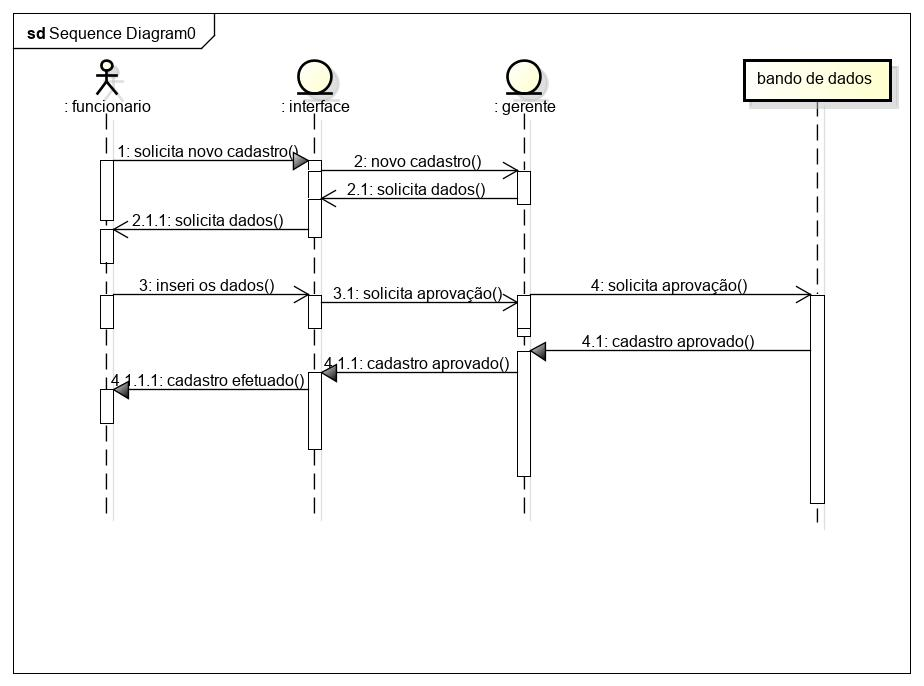 sd Sequence Diagram0
: funcionario
: interface
: gerente
bando de dados
1: solicita novo cadastro()
2: novo cadastro()
2.1: solicita dados()
2.1.1: solicita dados()
3: inseri os dados()
3.1: solicita aprovação()
4: solicita aprovação()
4.1: cadastro aprovado()
4.1.1: cadastro aprovado()
4.1.1.1: cadastro efetuado()